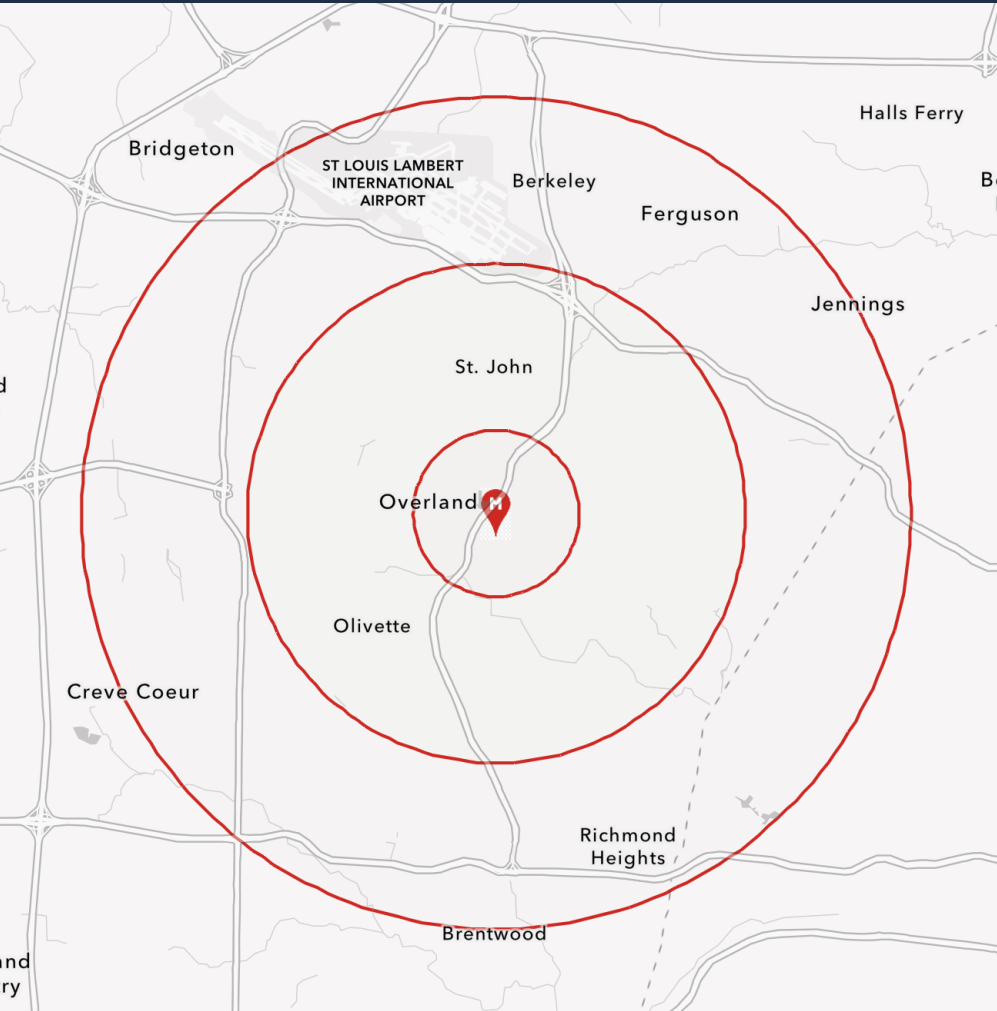 Halls Ferry
Bridgeton
ST LOUIS LAMBERT
INTERNATIONAL
AIRPORT
Berkeley
Ferguson
Jennings
St. John
Overland
M
Olivette
Creve Coeur
Richmond
Heights
Brentwood